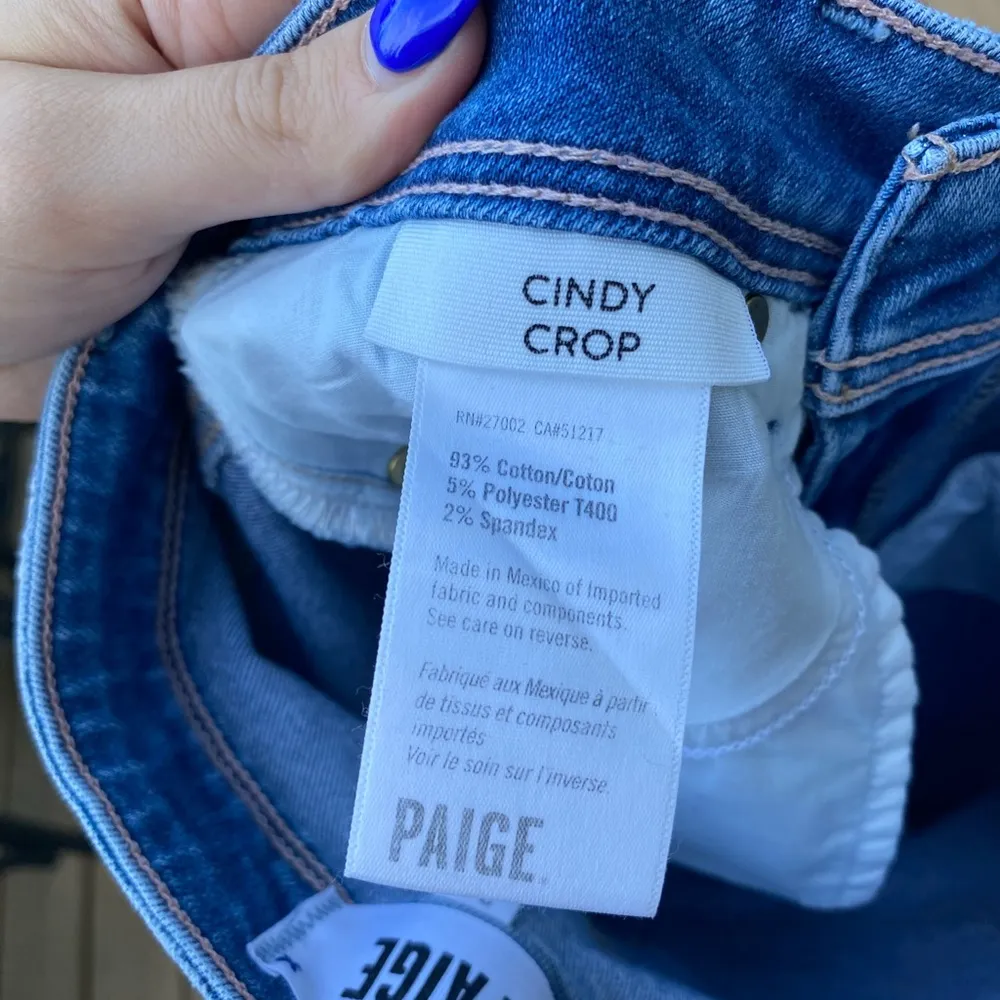 CINDY
CROP
RN#27002 CA#51217
93% Cotton/Coton
5% Polyester T400
2% Spandex
Made in Mexico of Imported
fabric and components.
See care on reverse.
Fabriqué aux Mexique à partir
de tissus et composants
importés
Voir le soin sur l'inverse.
PAIGE
PAIGE